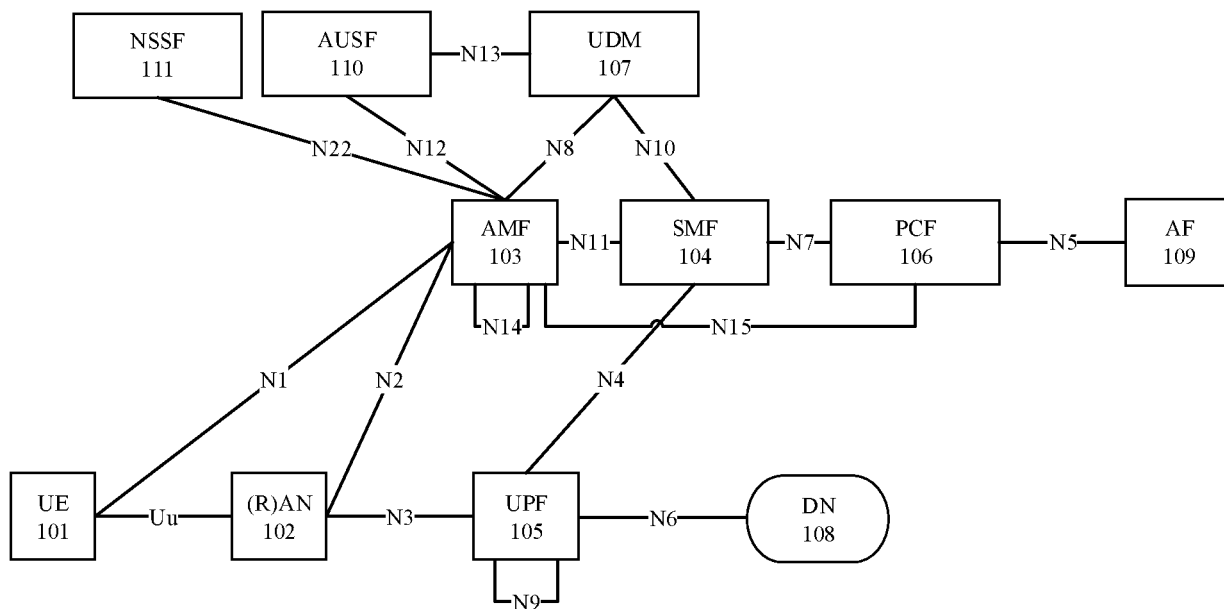 NSSF
111
AUSF
110
N13
UDM
107
N22
N12
N8
N10
AMF
103
N11
SMF
104
N7
PCF
106
N5
AF
109
N14
N15
N1
N2
N4
UE
101
Uu
(R)AN
102
N3
UPF
105
N6
DN
108
N9